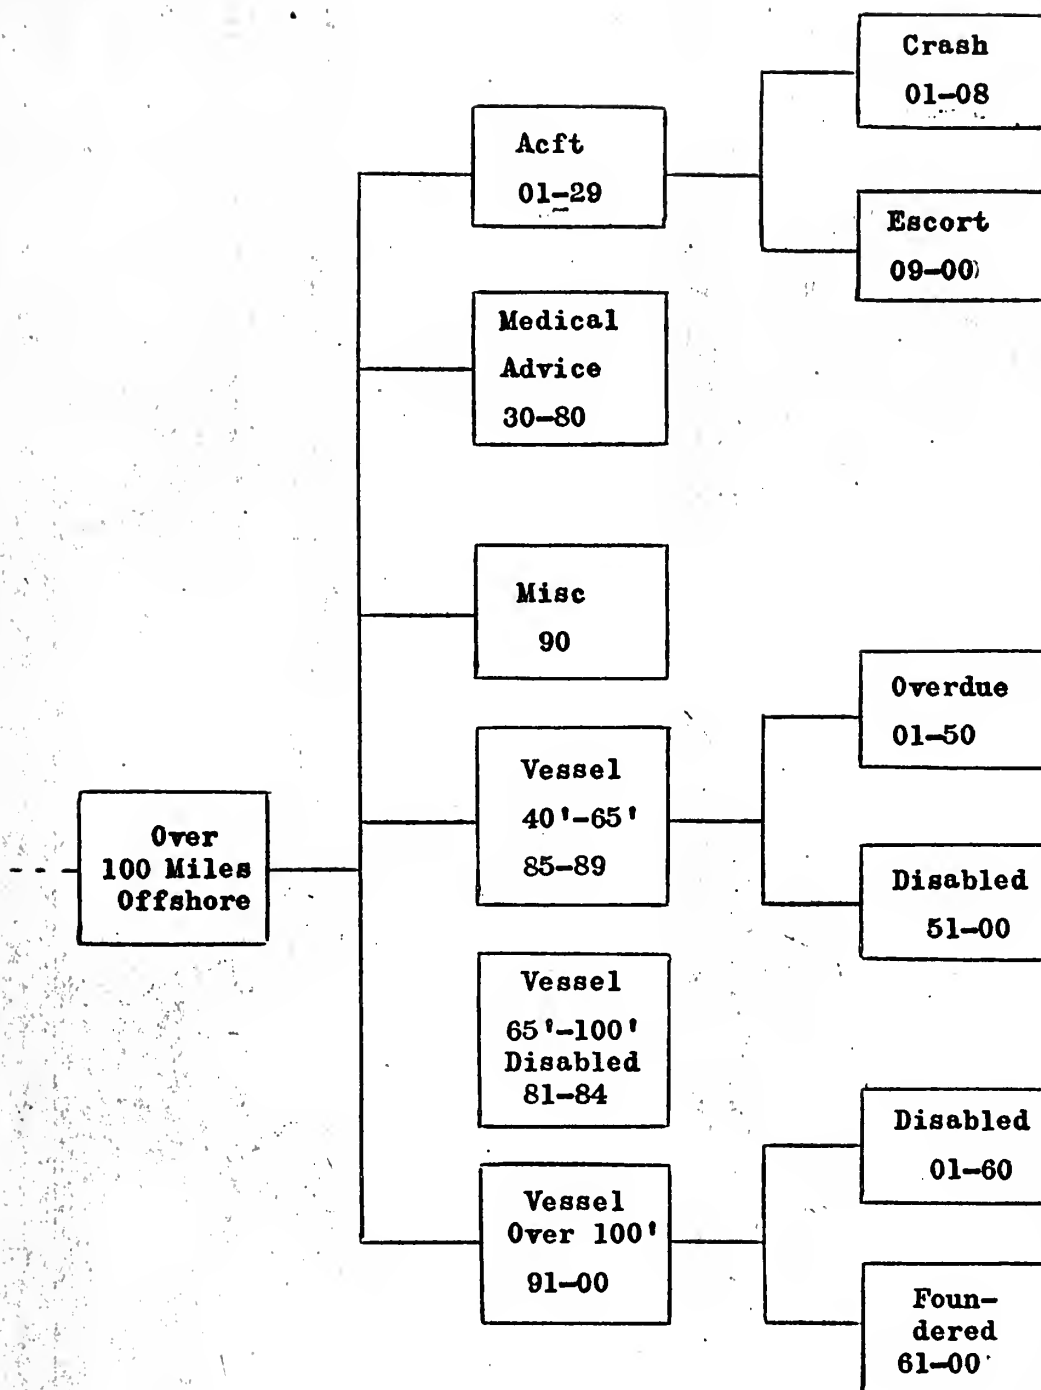 Crash
01-08
Acft
01-29
Escort
09-00
Medical
Advice
30-80
Misc
90
Overdue
01-50
Vessel
40'-65'
85-89
Over
100 Miles
Offshore
Disabled
51-00
Vessel
65'-100'
Disabled
81-84
Disabled
01-60
Vessel
Over 100'
91-00
Foun-
dered
61-00